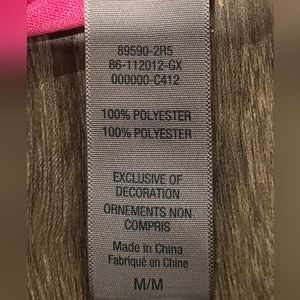 89590-2R5
86-112012-GX
000000-C412
100% POLYESTER
100% POLYESTER
EXCLUSIVE OF
DECORATION
ORNEMENTS NON
COMPRIS
Made in China
Fabriqué en Chine
M/M